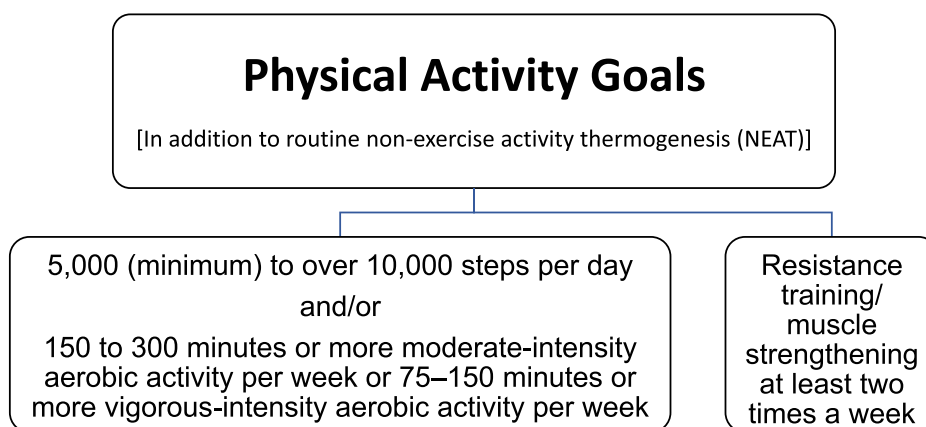 Physical Activity Goals
[In addition to routine non-exercise activity thermogenesis (NEAT)]
5,000 (minimum) to over 10,000 steps per day
and/or
150 to 300 minutes or more moderate-intensity
aerobic activity per week or 75–150 minutes or
more vigorous-intensity aerobic activity per week
Resistance
training/
muscle
strengthening
at least two
times a week